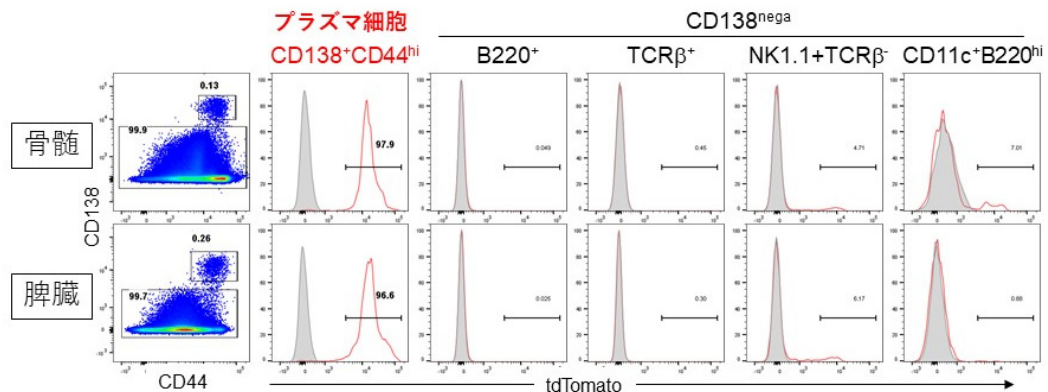 プラズマ細胞
CD138⁺CD44ʰⁱ
CD138ⁿᵉᵍᵃ
B220⁺
TCRβ⁺
NK1.1+TCRβ⁻
CD11c⁺B220ʰⁱ
骨髄
0.13
99.9
97.9
0.049
0.45
4.71
7.01
CD138
脾臓
0.26
99.7
96.6
0.025
0.30
6.17
0.68
CD44
tdTomato